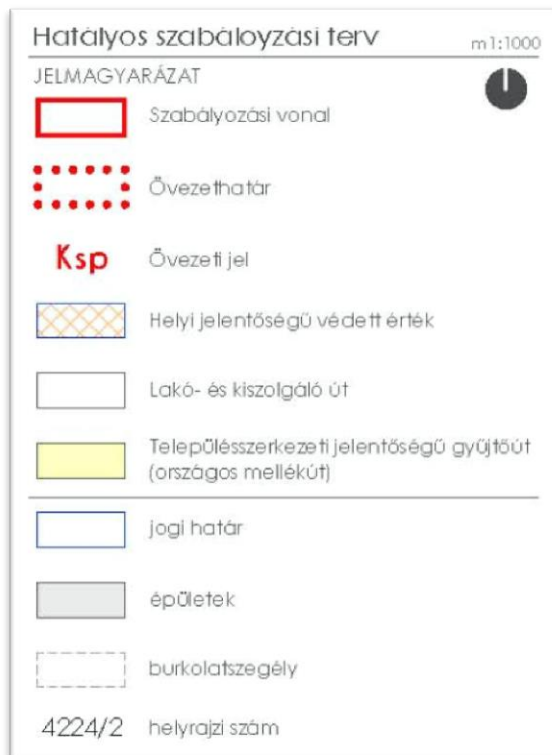 Hatályos szabáloyzási terv m1:1000
JELMAGYARÁZAT
Szabályozási vonal
Övezethatár
Ksp Övezeti jel
Helyi jelentőségű védett érték
Lakó- és kiszolgáló út
Településszerkezeti jelentőségű gyűjtőút
(országos mellékút)
jogi határ
épületek
burkolatszegély
4224/2 helyrajzi szám